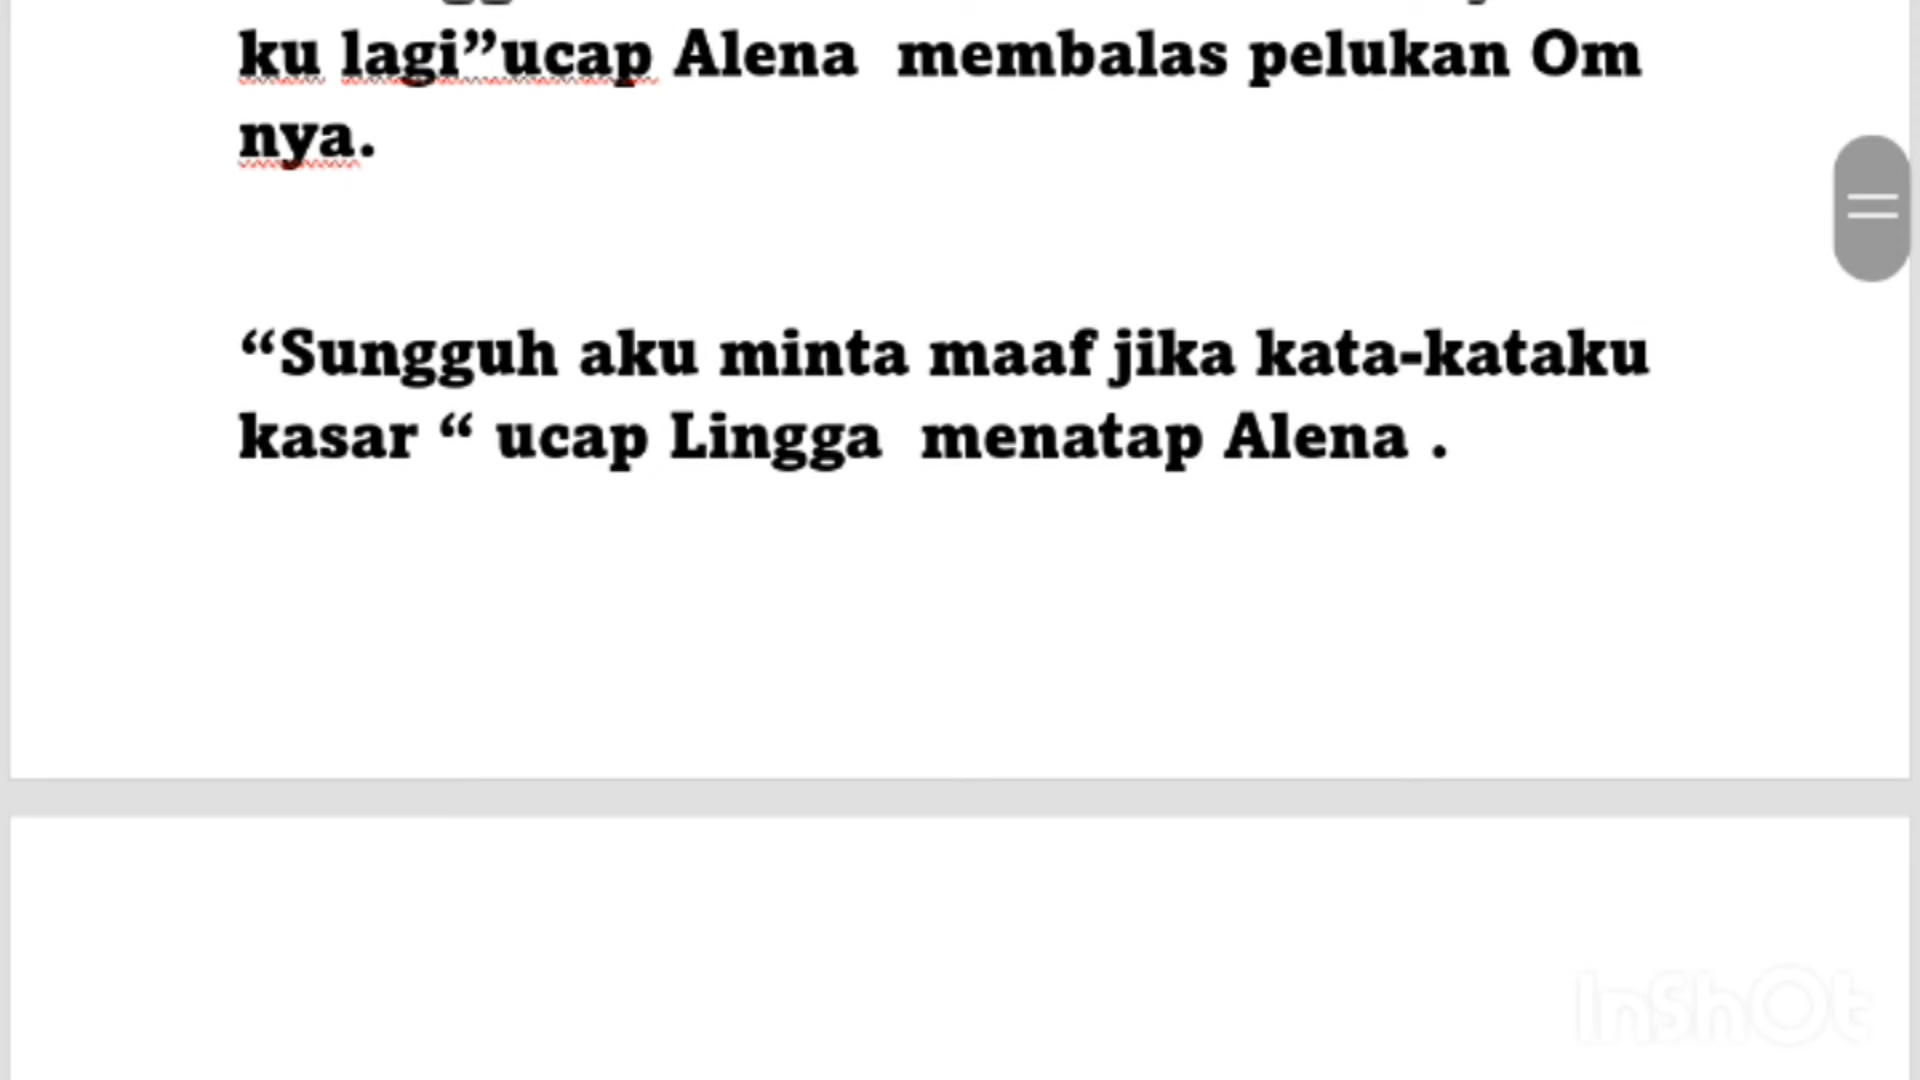 ku lagi”ucap Alena  membalas pelukan Om
nya.
“Sungguh aku minta maaf jika kata-kataku
kasar “ ucap Lingga  menatap Alena .
InShOt